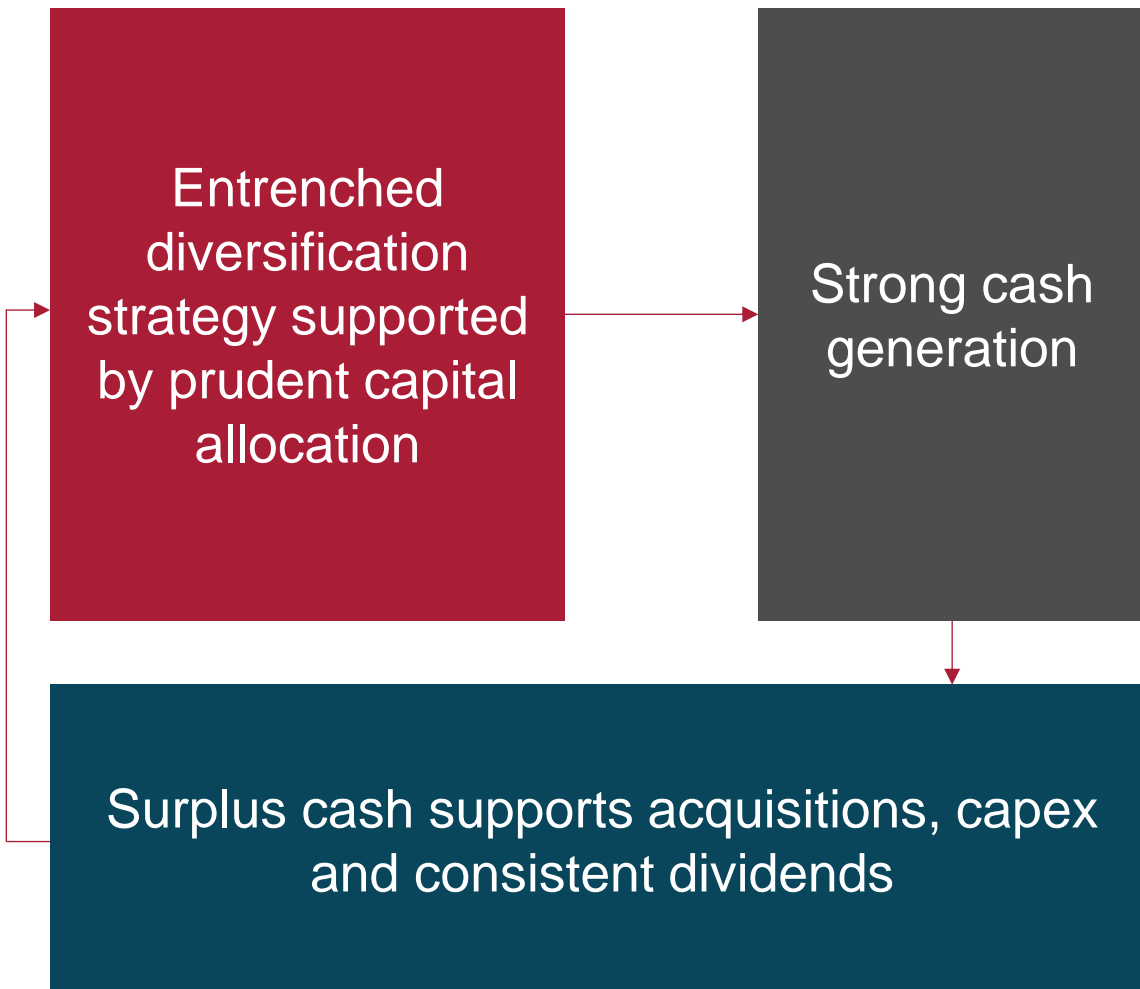 Entrenched
diversification
strategy supported
by prudent capital
allocation
Strong cash
generation
Surplus cash supports acquisitions, capex
and consistent dividends